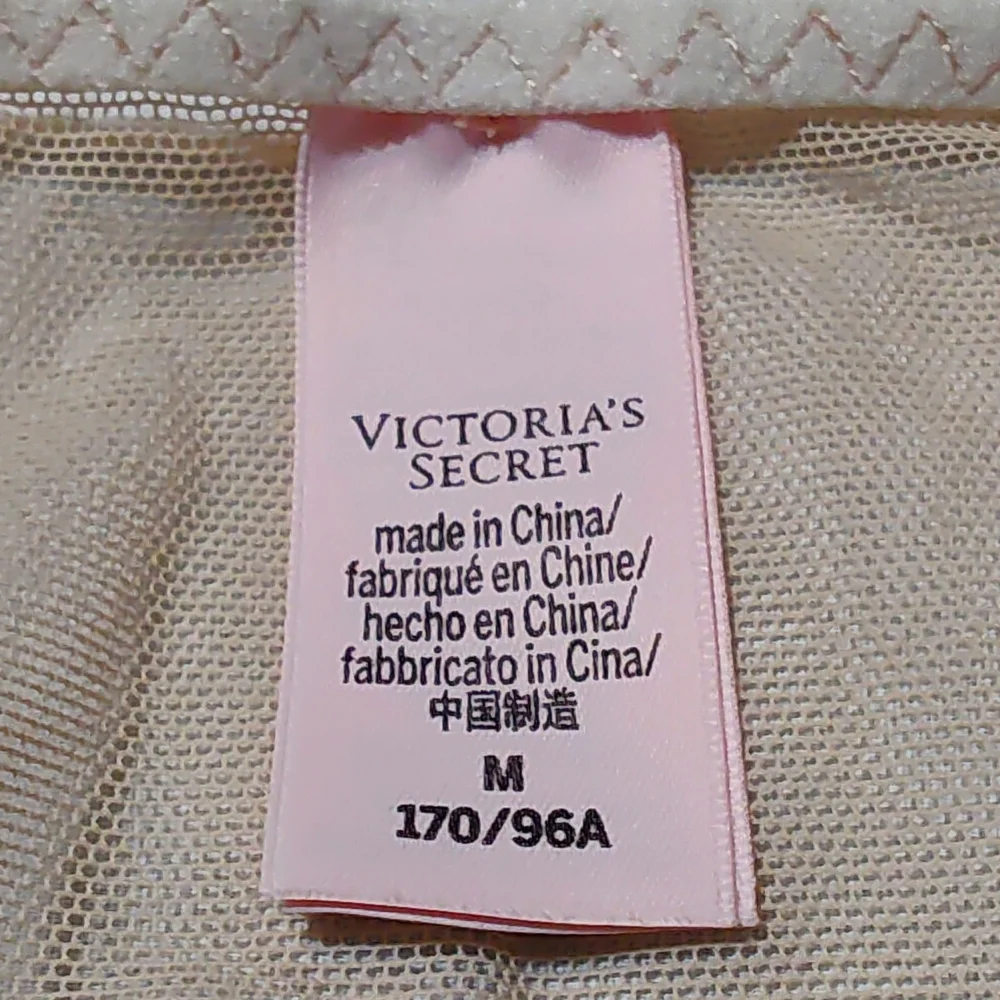 VICTORIA'S
SECRET
made in China/
fabriqué en Chine/
hecho en China/
fabbricato in Cina/
中国制造
M
170/96A